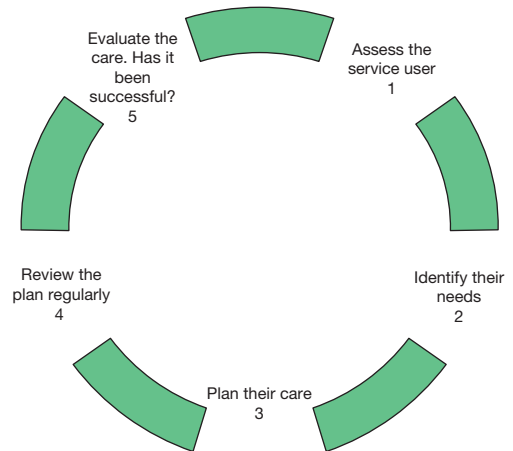 Assess the
service user
1
Identify their
needs
2
Plan their care
3
Review the
plan regularly
4
Evaluate the
care. Has it
been
successful?
5